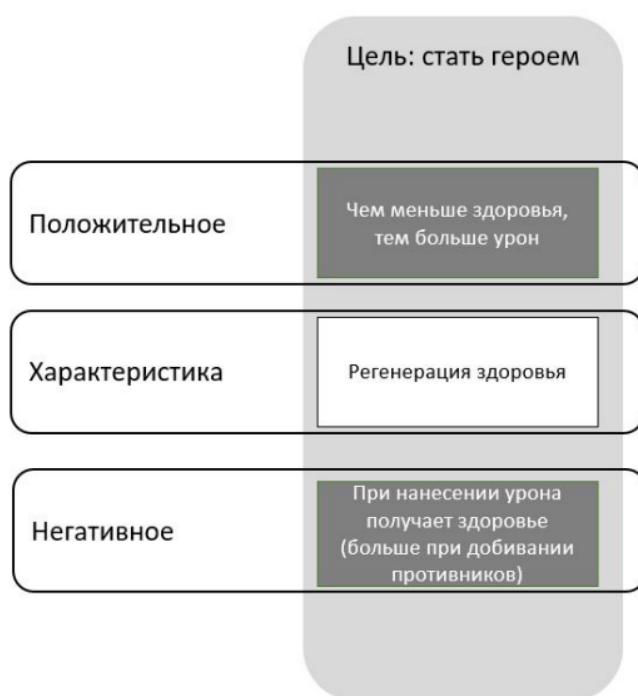 Цель: стать героем
Положительное
Чем меньше здоровья,
тем больше урон
Характеристика
Регенерация здоровья
Негативное
При нанесении урона
получает здоровье
(больше при добивании
противников)